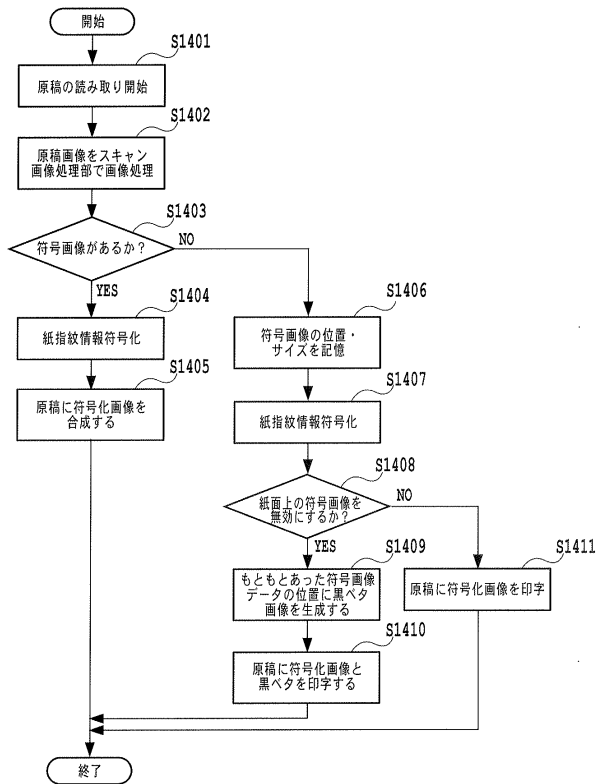 開始
S1401
原稿の読み取り開始
S1402
原稿画像をスキャン
画像処理部で画像処理
S1403
符号画像があるか？
NO
YES
S1404
紙指紋情報符号化
S1405
原稿に符号化画像を
合成する
S1406
符号画像の位置・
サイズを記憶
S1407
紙指紋情報符号化
S1408
紙面上の符号画像を
無効にするか？
NO
YES
S1409
もともとあった符号画像
データの位置に黒ベタ
画像を生成する
S1411
原稿に符号化画像を印字
S1410
原稿に符号化画像と
黒ベタを印字する
終了